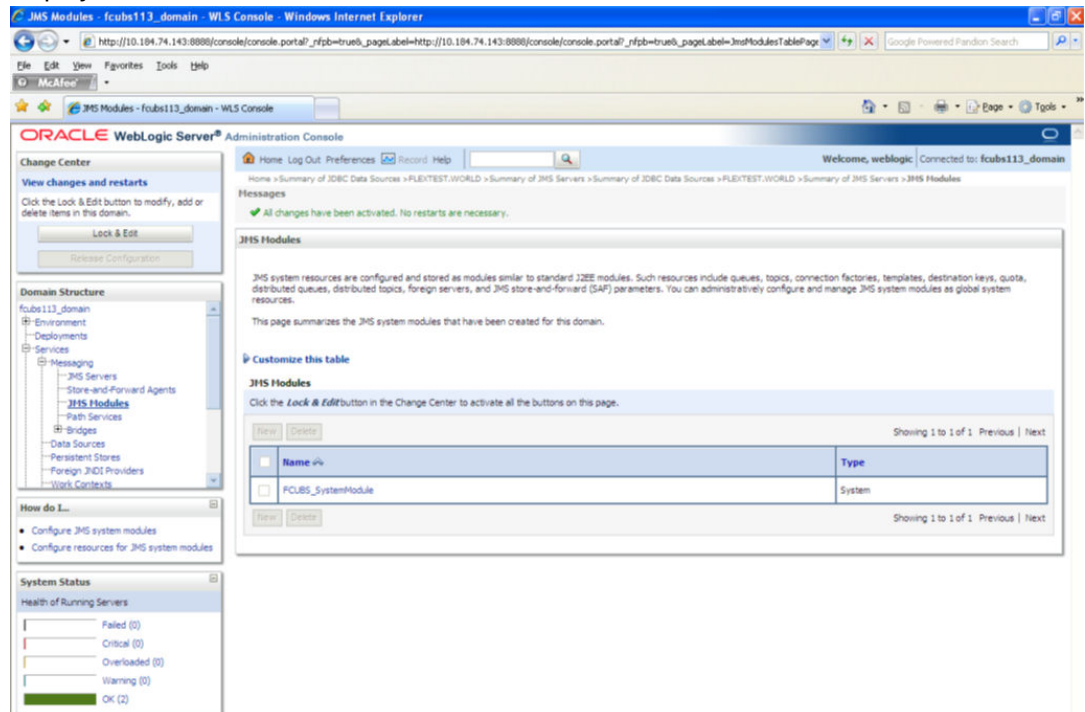 JMS Modules - fcubs113_domain - WLS Console - Windows Internet Explorer
http://10.184.74.143:8888/console/console.portal?_nfpb=true&_pageLabel=http://10.184.74.143:8888/console/console.portal?_nfpb=true&_pageLabel=JmsModulesTablePage
Google Powered Pandion Search
File Edit View Favorites Tools Help
McAfee
JMS Modules - fcubs113_domain - WLS Console
Page Tools
ORACLE WebLogic Server® Administration Console
Change Center
View changes and restarts
Click the Lock & Edit button to modify, add or
delete items in this domain.
Lock & Edit
Release Configuration
Domain Structure
fcubs113_domain
Environment
Deployments
Services
Messaging
JMS Servers
Store-and-Forward Agents
JMS Modules
Path Services
Bridges
Data Sources
Persistent Stores
Foreign JNDI Providers
Work Contexts
How do I...
Configure JMS system modules
Configure resources for JMS system modules
System Status
Health of Running Servers
Failed (0)
Critical (0)
Overloaded (0)
Warning (0)
OK (2)
Home Log Out Preferences Record Help
Welcome, weblogic Connected to: fcubs113_domain
Home >Summary of JDBC Data Sources >FLEXTEST.WORLD >Summary of JMS Servers >Summary of JDBC Data Sources >FLEXTEST.WORLD >Summary of JMS Servers >JMS Modules
Messages
All changes have been activated. No restarts are necessary.
JMS Modules
JMS system resources are configured and stored as modules similar to standard J2EE modules. Such resources include queues, topics, connection factories, templates, destination keys, quota,
distributed queues, distributed topics, foreign servers, and JMS store-and-forward (SAF) parameters. You can administratively configure and manage JMS system modules as global system
resources.
This page summarizes the JMS system modules that have been created for this domain.
Customize this table
JMS Modules
Click the Lock & Edit button in the Change Center to activate all the buttons on this page.
New Delete Showing 1 to 1 of 1 Previous | Next
Name Type
FCUBS_SystemModule System
New Delete Showing 1 to 1 of 1 Previous | Next